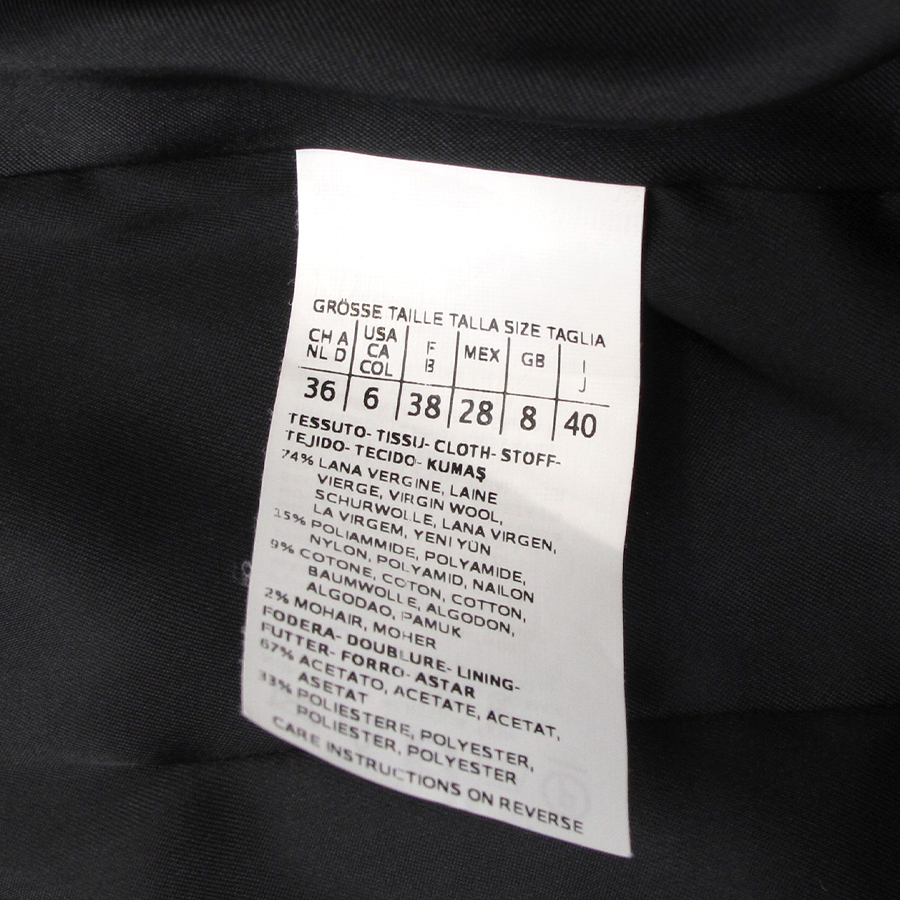 GRÖSSE TAILLE TALLA SIZE TAGLIA
CH A NL D USA CA COL F B MEX GB I J
36 6 38 28 8 40
TESSUTO- TISSU- CLOTH- STOFF-
TEJIDO- TECIDO- KUMAŞ
74% LANA VERGINE, LAINE
VIERGE, VIRGIN WOOL,
SCHURWOLLE, LANA VIRGEN,
LA VIRGEM, YENI YÜN
15% POLIAMMIDE, POLYAMIDE,
NYLON, POLYAMID, NAILON
9% COTONE, COTON, COTTON,
BAUMWOLLE, ALGODON,
ALGODAO, PAMUK
2% MOHAIR, MOHER
FODERA- DOUBLURE- LINING-
FUTTER- FORRO- ASTAR
67% ACETATO, ACETATE, ACETAT,
ASETAT
33% POLIESTERE, POLYESTER,
POLIESTER, POLYESTER
CARE INSTRUCTIONS ON REVERSE